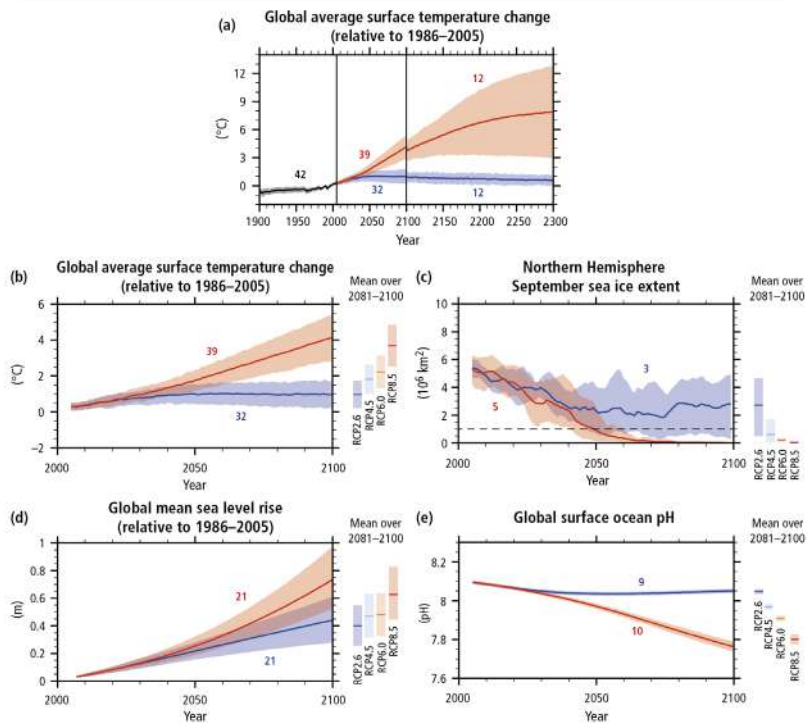 (a)
Global average surface temperature change
(relative to 1986–2005)
12
9
6
3
0
(°C)
42
39
32
12
12
1900 1950 2000 2050 2100 2150 2200 2250 2300
Year
(b)
Global average surface temperature change
(relative to 1986–2005)
Mean over
2081–2100
6
4
2
0
−2
(°C)
39
32
2000 2050 2100
Year
RCP2.6
RCP4.5
RCP6.0
RCP8.5
(c)
Northern Hemisphere
September sea ice extent
Mean over
2081–2100
10
8
6
4
2
0
(10⁶ km²)
3
5
2000 2050 2100
Year
RCP2.6
RCP4.5
RCP6.0
RCP8.5
(d)
Global mean sea level rise
(relative to 1986–2005)
Mean over
2081–2100
1
0.8
0.6
0.4
0.2
0
(m)
21
21
2000 2050 2100
Year
RCP2.6
RCP4.5
RCP6.0
RCP8.5
(e)
Global surface ocean pH
Mean over
2081–2100
8.2
8.0
7.8
7.6
(pH)
9
10
2000 2050 2100
Year
RCP2.6
RCP4.5
RCP6.0
RCP8.5